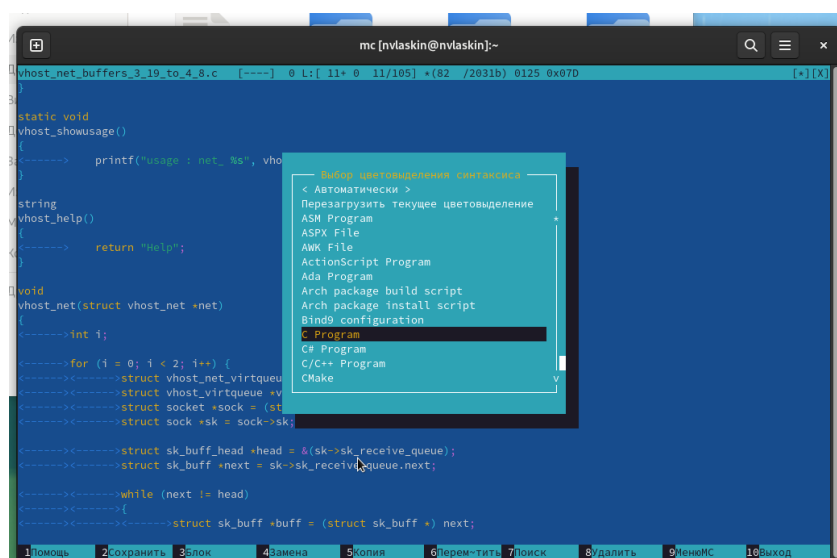 mc [nvlaskin@nvlaskin]:~
vhost_net_buffers_3_19_to_4_8.c [----] 0 L:[ 11+ 0 11/105] *(82 /2031b) 0125 0x07D [*][X]
}
static void
vhost_showusage()
{
<------> printf("usage : net_ %s", vho
}
string
vhost_help()
{
<------> return "Help";
}
void
vhost_net(struct vhost_net *net)
{
<------>int i;
<------>for (i = 0; i < 2; i++) {
<------><------>struct vhost_net_virtqueu
<------><------>struct vhost_virtqueue *v
<------><------>struct socket *sock = (st
<------><------>struct sock *sk = sock->sk;
<------><------>struct sk_buff_head *head = &(sk->sk_receive_queue);
<------><------>struct sk_buff *next = sk->sk_receive_queue.next;
<------><------>while (next != head)
<------><------>{
<------><------><------>struct sk_buff *buff = (struct sk_buff *) next;
Выбор цветовыделения синтаксиса
< Автоматически >
Перезагрузить текущее цветовыделение
ASM Program
ASPX File
AWK File
ActionScript Program
Ada Program
Arch package build script
Arch package install script
Bind9 configuration
C Program
C# Program
C/C++ Program
CMake
1Помощь 2Сохранить 3Блок 4Замена 5Копия 6Перем~тить 7Поиск 8Удалить 9МенюMC 10Выход